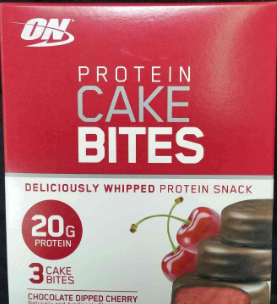 ON
PROTEIN
CAKE
BITES
DELICIOUSLY WHIPPED PROTEIN SNACK
20G
PROTEIN
3 CAKE
BITES
CHOCOLATE DIPPED CHERRY